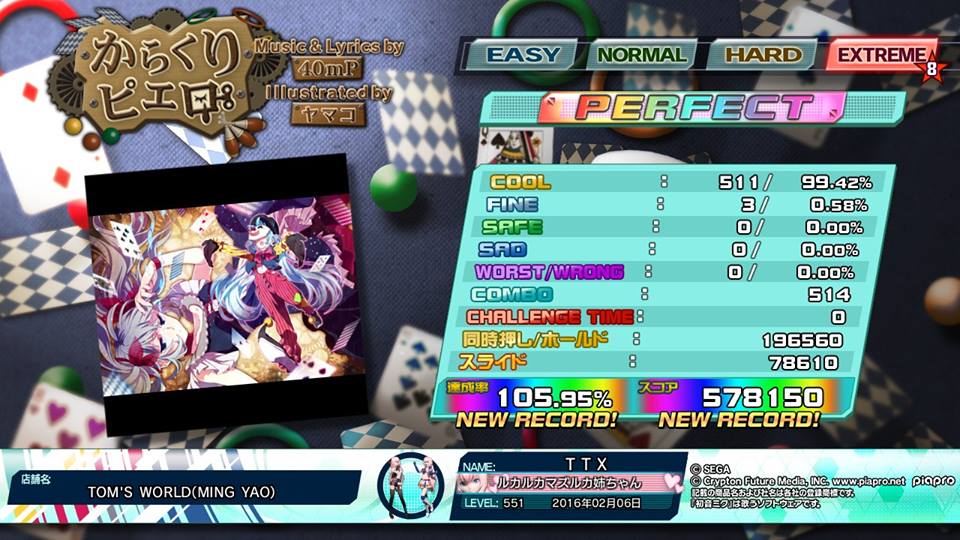 からくりピエロ
Music & Lyrics by
40mP
Illustrated by
ヤマコ
EASY NORMAL HARD EXTREME 8
PERFECT
COOL : 511/ 99.42%
FINE : 3/ 0.58%
SAFE : 0/ 0.00%
SAD : 0/ 0.00%
WORST/WRONG : 0/ 0.00%
COMBO : 514
CHALLENGE TIME : 0
同時押し/ホールド : 196560
スライド : 78610
達成率 105.95% スコア 578150
NEW RECORD! NEW RECORD!
店舗名
TOM'S WORLD(MING YAO)
NAME: TTX
ルカルカマズルカ姉ちゃん
LEVEL: 551 2016年02月06日
© SEGA
© Crypton Future Media, INC. www.piapro.net piapro
記載の商品名および社名は各社の登録商標です。
「初音ミク」は歌うソフトウェアです。